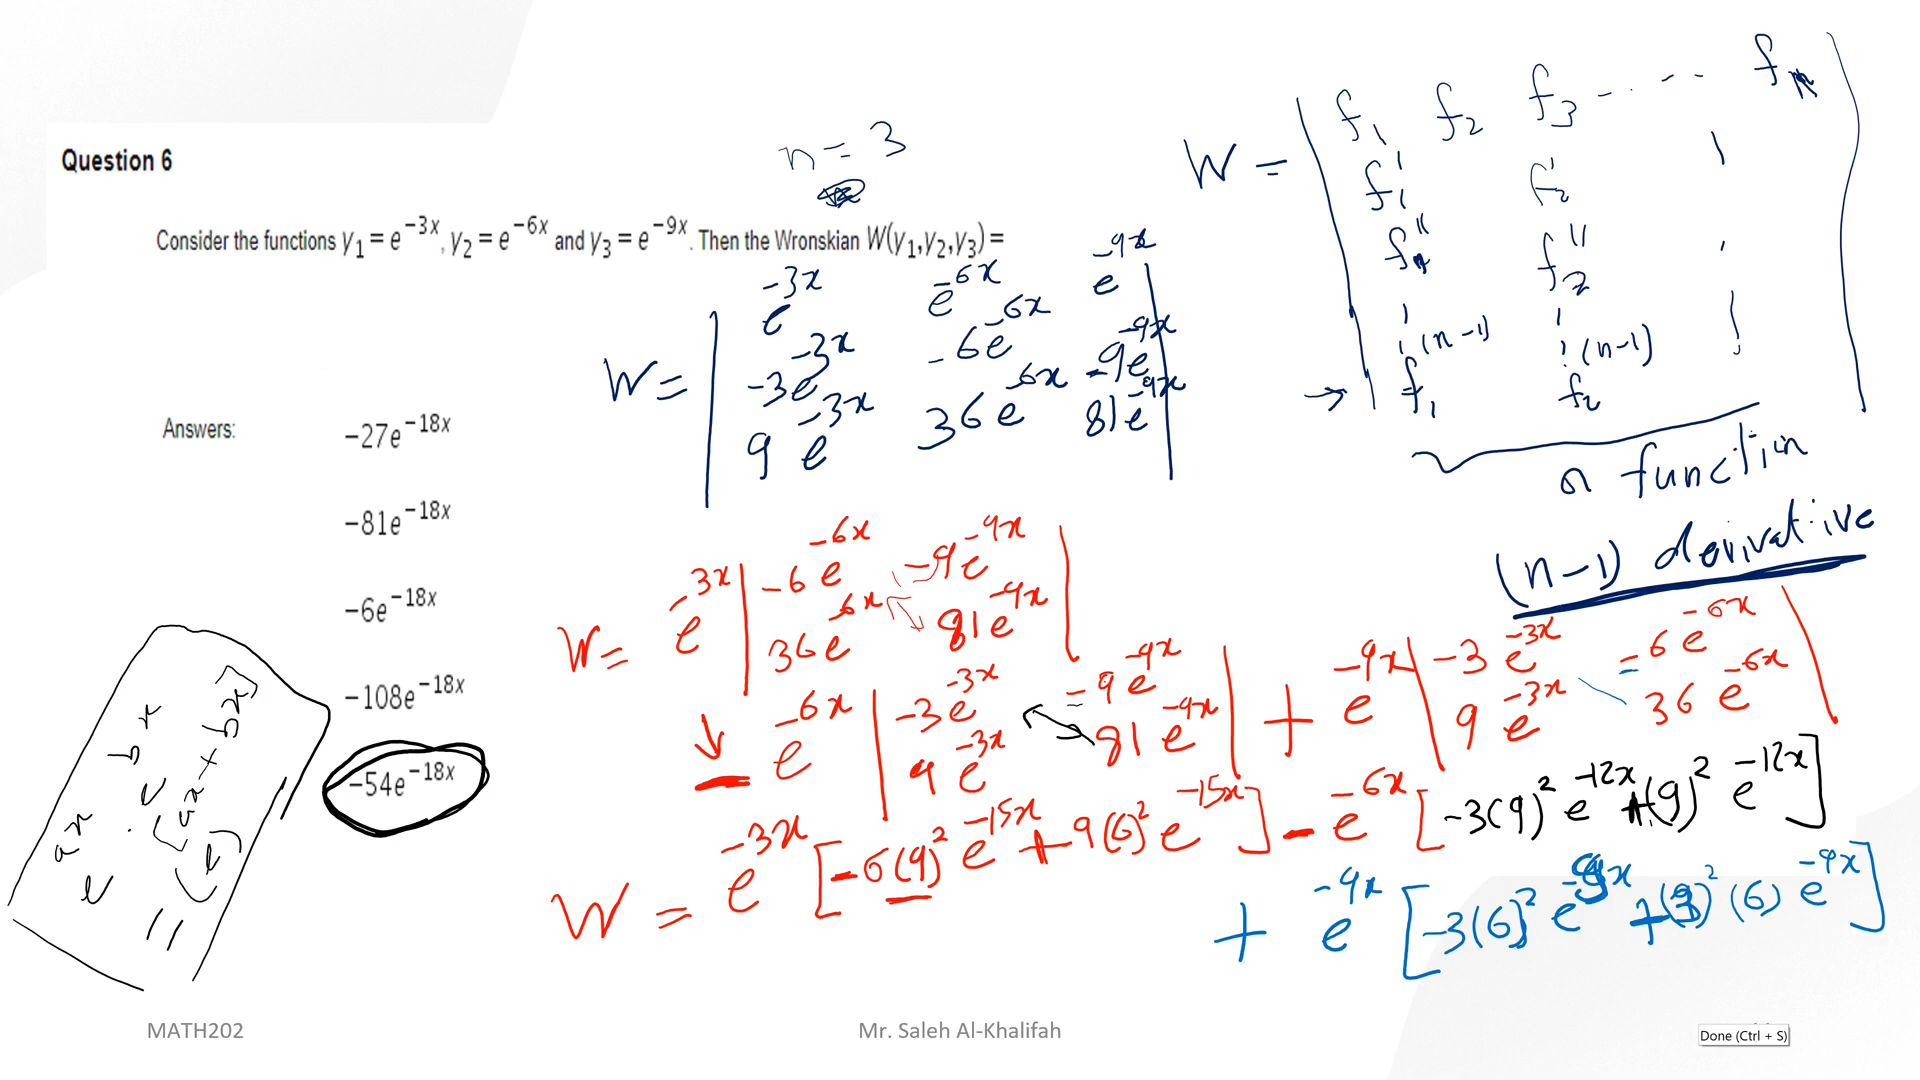 Question 6
n = 3
Consider the functions y₁ = e^{-3x}, y₂ = e^{-6x} and y₃ = e^{-9x}. Then the Wronskian W(y₁,y₂,y₃) =
W = | e^{-3x} e^{-6x} e^{-9x} |
| -3e^{-3x} -6e^{-6x} -9e^{-9x} |
| 9e^{-3x} 36e^{-6x} 81e^{-9x} |
W = | f₁ f₂ f₃ - . . - -
f₁' f₂'
f₂''
f₁^{(n-1)} f₂^{(n-1)}
a function
(n-1) derivative
Answers:
-27e^{-18x}
-81e^{-18x}
-6e^{-18x}
-108e^{-18x}
-54e^{-18x}
W = e^{-3x} | -6e^{-6x} -9e^{-9x} |
| 36e^{-6x} 81e^{-9x} |
- e^{-6x} | -3e^{-3x} = 9e^{-9x} | + e^{-9x} | -3e^{-3x} = 6e^{-6x} |
| 9e^{-3x} 81e^{-9x} | | 9e^{-3x} 36e^{-6x} |
W = e^{-3x} [-6(9)² e^{-15x} + 9(6)² e^{-15x}] - e^{-6x} [-3(9)² e^{-12x} + (9)² e^{-12x}]
+ e^{-9x} [-3(6)² e^{-9x} + (3)² (6) e^{-9x}]
e^{ax} . e^{bx} = (e)^{[ax + bx]}
MATH202
Mr. Saleh Al-Khalifah
Done (Ctrl + S)